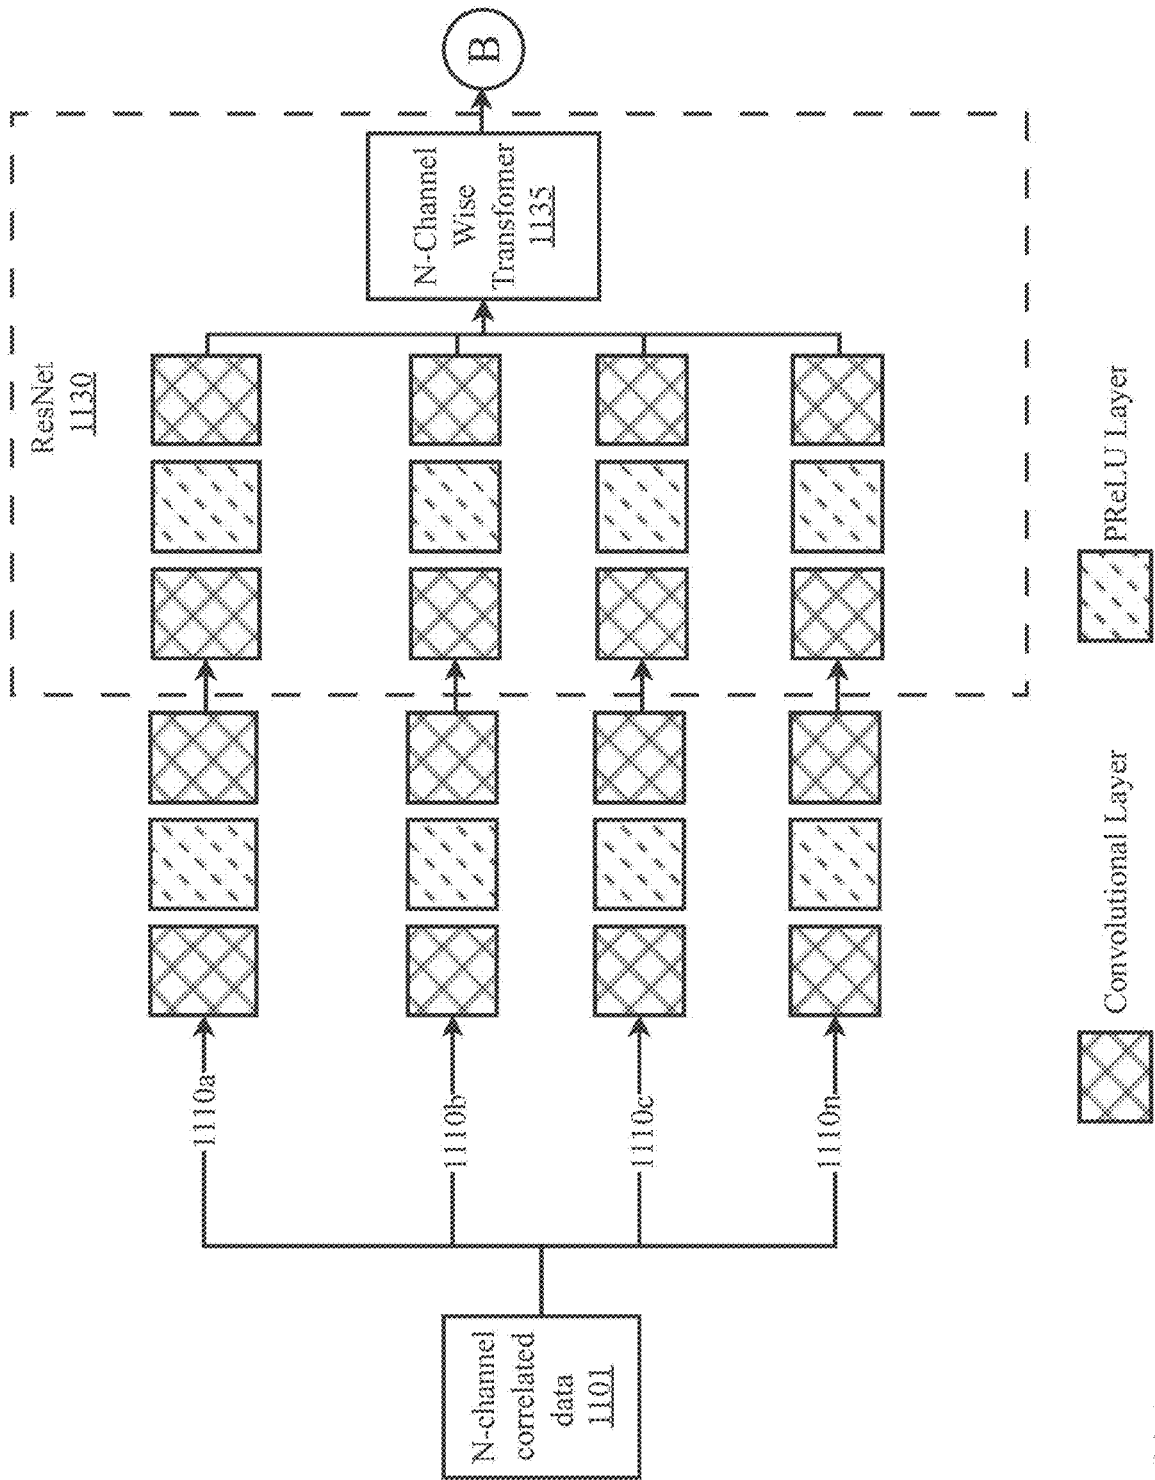 N-channel
correlated
data
1101
1110a
1110b
1110c
1110n
ResNet
1130
N-Channel
Wise
Transfomer
1135
B
Convolutional Layer
PReLU Layer